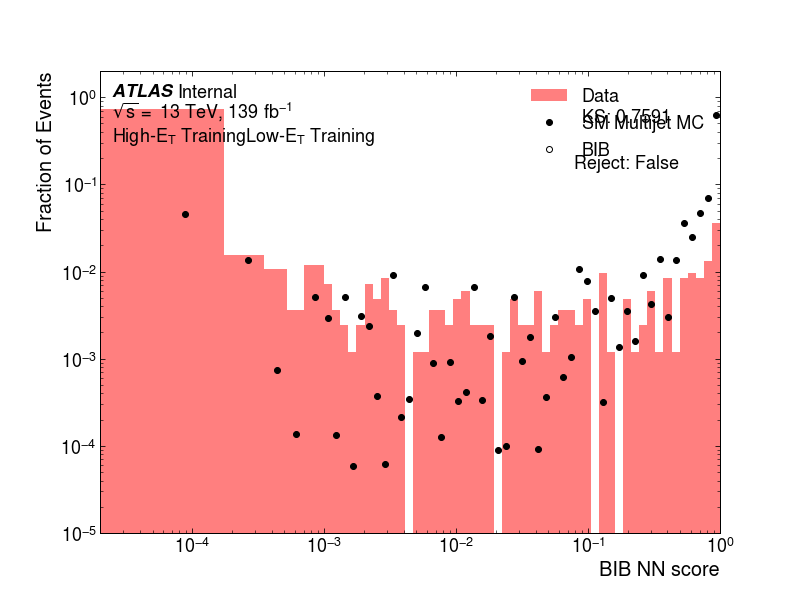 ATLAS Internal
√s = 13 TeV, 139 fb⁻¹
High-E_T TrainingLow-E_T Training
Data
KS: 0.7591
SM Multijet MC
BIB
Reject: False
Fraction of Events
10⁰
10⁻¹
10⁻²
10⁻³
10⁻⁴
10⁻⁵
10⁻⁴ 10⁻³ 10⁻² 10⁻¹ 10⁰
BIB NN score